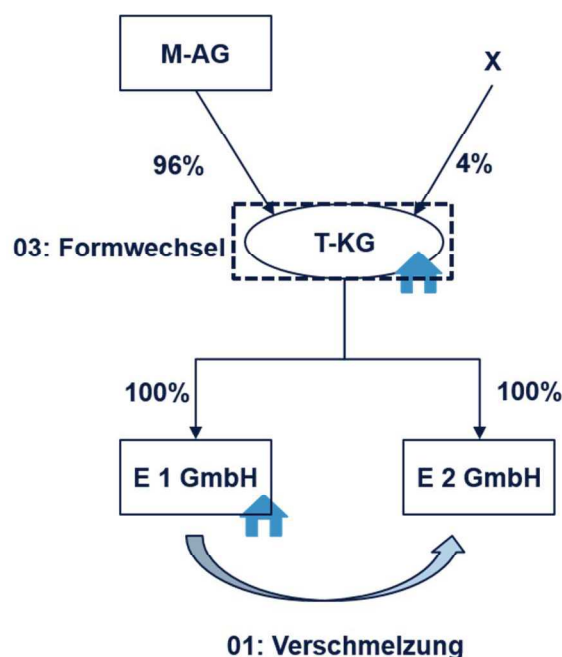 M-AG
X
96%
4%
03: Formwechsel
T-KG
100%
100%
E 1 GmbH
E 2 GmbH
01: Verschmelzung